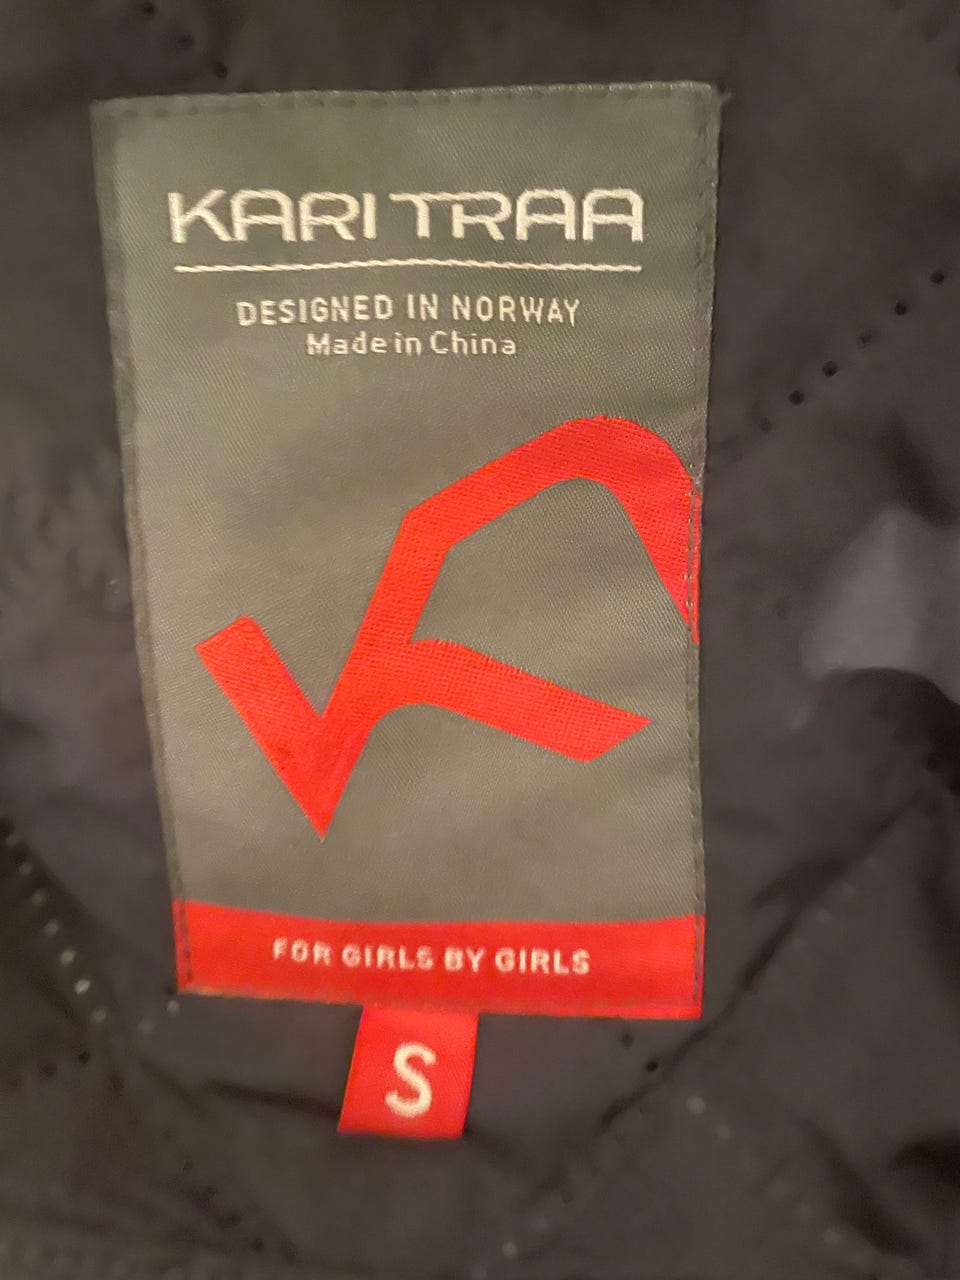 KARI TRAA
DESIGNED IN NORWAY
Made in China
FOR GIRLS BY GIRLS
S